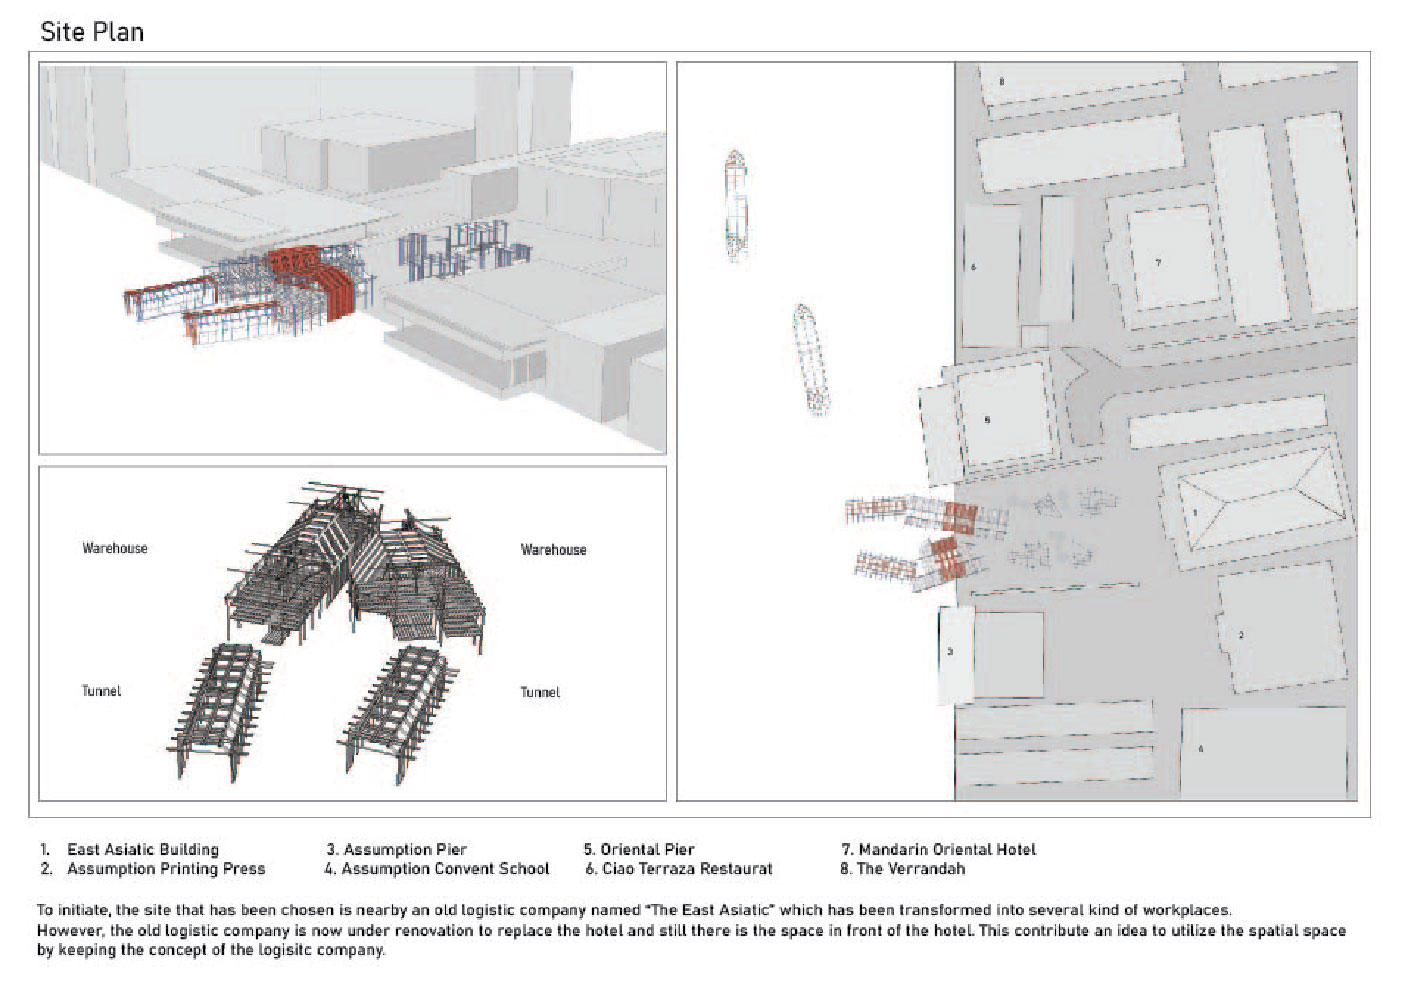 Site Plan
Warehouse
Warehouse
Tunnel
Tunnel
8
6
7
5
1
2
3
1. East Asiatic Building
2. Assumption Printing Press
3. Assumption Pier
4. Assumption Convent School
5. Oriental Pier
6. Ciao Terraza Restaurat
7. Mandarin Oriental Hotel
8. The Verrandah
To initiate, the site that has been chosen is nearby an old logistic company named "The East Asiatic" which has been transformed into several kind of workplaces.
However, the old logistic company is now under renovation to replace the hotel and still there is the space in front of the hotel. This contribute an idea to utilize the spatial space
by keeping the concept of the logisitc company.